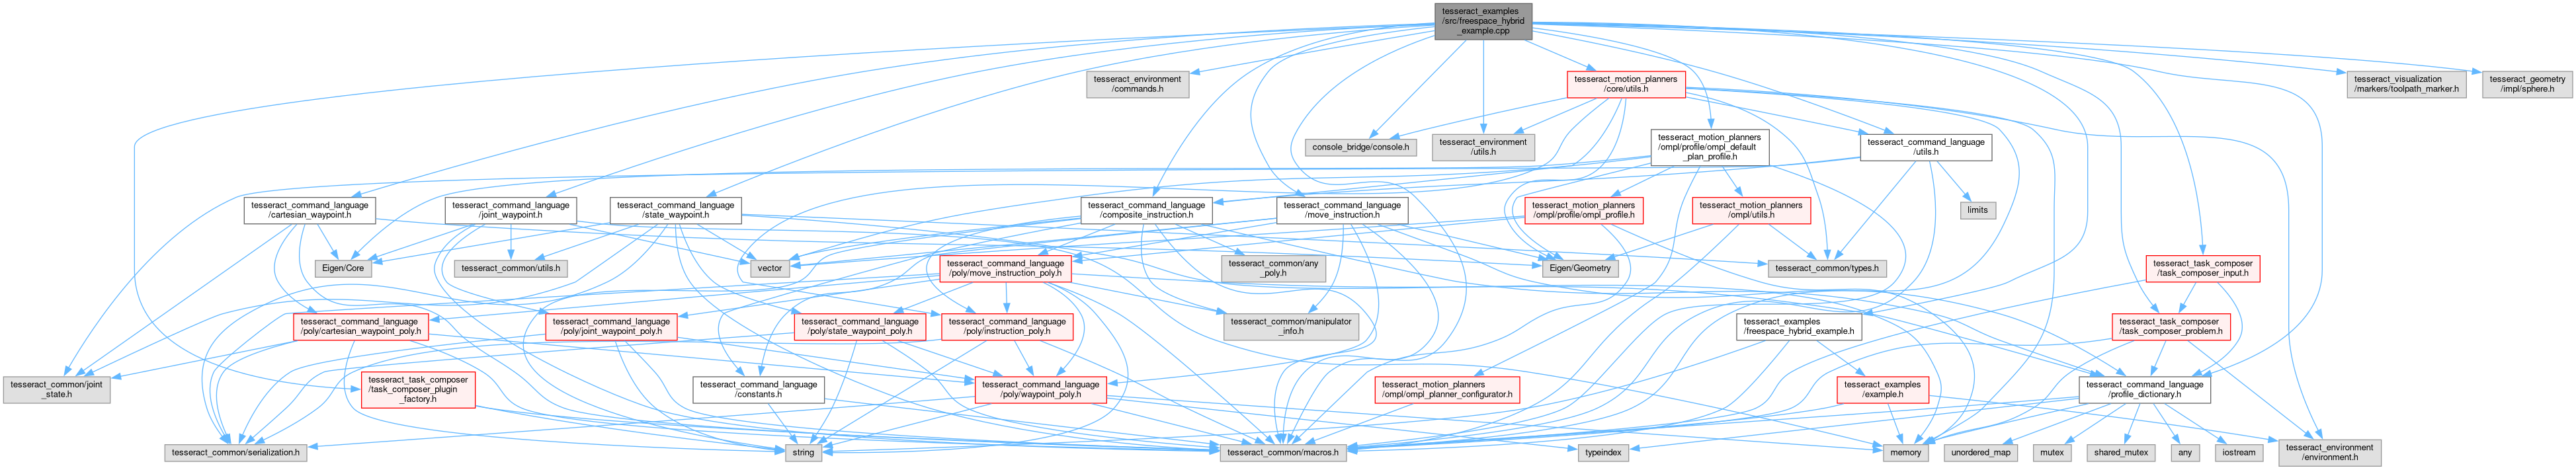 tesseract_examples
/src/freespace_hybrid
_example.cpp
tesseract_environment
/commands.h
tesseract_motion_planners
/core/utils.h
tesseract_visualization
/markers/toolpath_marker.h
tesseract_geometry
/impl/sphere.h
console_bridge/console.h
tesseract_environment
/utils.h
tesseract_motion_planners
/ompl/profile/ompl_default
_plan_profile.h
tesseract_command_language
/utils.h
tesseract_command_language
/cartesian_waypoint.h
tesseract_command_language
/joint_waypoint.h
tesseract_command_language
/state_waypoint.h
tesseract_command_language
/composite_instruction.h
tesseract_command_language
/move_instruction.h
tesseract_motion_planners
/ompl/profile/ompl_profile.h
tesseract_motion_planners
/ompl/utils.h
limits
Eigen/Core
tesseract_common/utils.h
vector
tesseract_command_language
/poly/move_instruction_poly.h
tesseract_common/any
_poly.h
Eigen/Geometry
tesseract_common/types.h
tesseract_task_composer
/task_composer_input.h
tesseract_command_language
/poly/cartesian_waypoint_poly.h
tesseract_command_language
/poly/joint_waypoint_poly.h
tesseract_command_language
/poly/state_waypoint_poly.h
tesseract_command_language
/poly/instruction_poly.h
tesseract_common/manipulator
_info.h
tesseract_examples
/freespace_hybrid_example.h
tesseract_task_composer
/task_composer_problem.h
tesseract_common/joint
_state.h
tesseract_task_composer
/task_composer_plugin
_factory.h
tesseract_command_language
/constants.h
tesseract_command_language
/poly/waypoint_poly.h
tesseract_motion_planners
/ompl/ompl_planner_configurator.h
tesseract_examples
/example.h
tesseract_command_language
/profile_dictionary.h
tesseract_common/serialization.h
string
tesseract_common/macros.h
typeindex
memory
unordered_map
mutex
shared_mutex
any
iostream
tesseract_environment
/environment.h